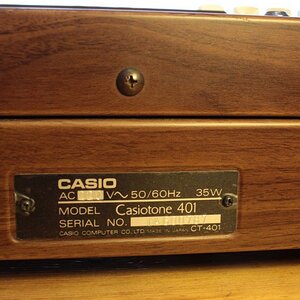 CASIO
AC V~ 50/60Hz 35W
MODEL Casiotone 401
SERIAL NO.
CASIO COMPUTER CO.,LTD. MADE IN JAPAN CT-401